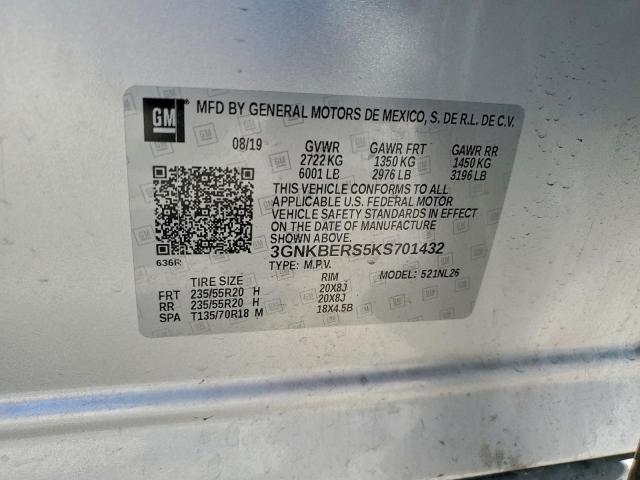 GM
MFD BY GENERAL MOTORS DE MEXICO, S. DE R.L. DE C.V.
08/19 GVWR GAWR FRT GAWR RR
2722 KG 1350 KG 1450 KG
6001 LB 2976 LB 3196 LB
THIS VEHICLE CONFORMS TO ALL
APPLICABLE U.S. FEDERAL MOTOR
VEHICLE SAFETY STANDARDS IN EFFECT
ON THE DATE OF MANUFACTURE
SHOWN ABOVE.
636R 3GNKBERS5KS701432
TYPE: M.P.V. MODEL: 521NL26
TIRE SIZE RIM
FRT 235/55R20 H 20X8J
RR 235/55R20 H 20X8J
SPA T135/70R18 M 18X4.5B